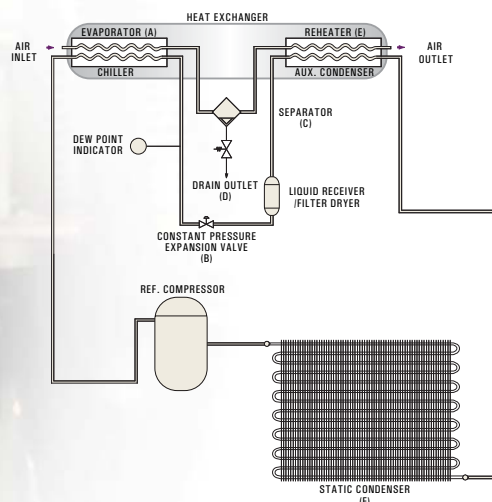 HEAT EXCHANGER
EVAPORATOR (A)
REHEATER (E)
AIR
INLET
AIR
OUTLET
CHILLER
AUX. CONDENSER
SEPARATOR
(C)
DEW POINT
INDICATOR
DRAIN OUTLET
(D)
LIQUID RECEIVER
/FILTER DRYER
CONSTANT PRESSURE
EXPANSION VALVE
(B)
REF. COMPRESSOR
STATIC CONDENSER
(F)